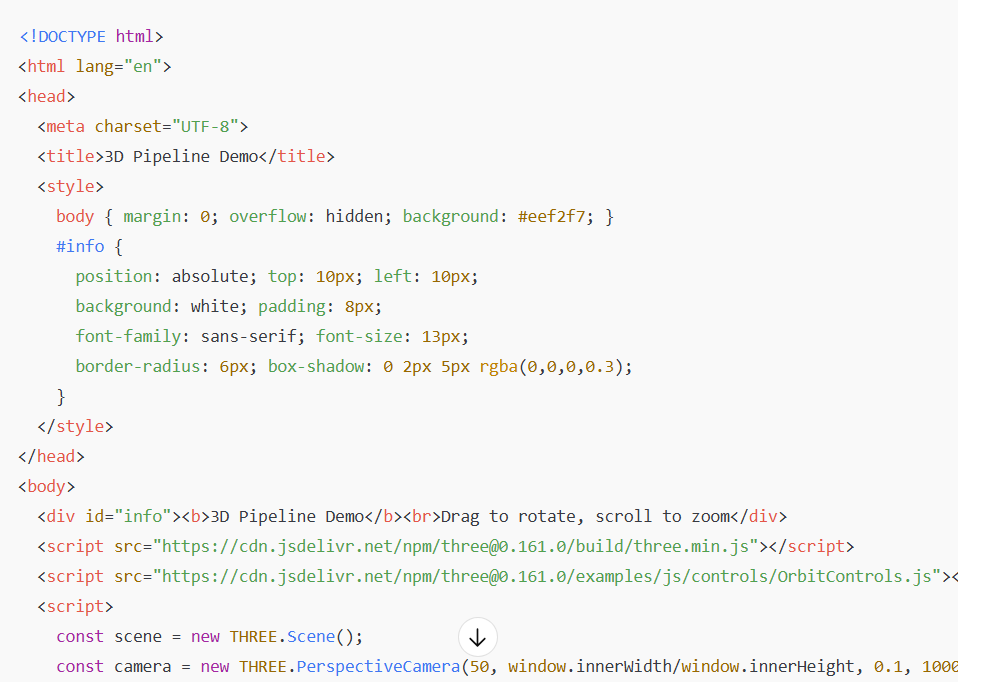 <!DOCTYPE html>
<html lang="en">
<head>
  <meta charset="UTF-8">
  <title>3D Pipeline Demo</title>
  <style>
    body { margin: 0; overflow: hidden; background: #eef2f7; }
    #info {
      position: absolute; top: 10px; left: 10px;
      background: white; padding: 8px;
      font-family: sans-serif; font-size: 13px;
      border-radius: 6px; box-shadow: 0 2px 5px rgba(0,0,0,0.3);
    }
  </style>
</head>
<body>
  <div id="info"><b>3D Pipeline Demo</b><br>Drag to rotate, scroll to zoom</div>
  <script src="https://cdn.jsdelivr.net/npm/three@0.161.0/build/three.min.js"></script>
  <script src="https://cdn.jsdelivr.net/npm/three@0.161.0/examples/js/controls/OrbitControls.js"><
  <script>
    const scene = new THREE.Scene();
    const camera = new THREE.PerspectiveCamera(50, window.innerWidth/window.innerHeight, 0.1, 1000